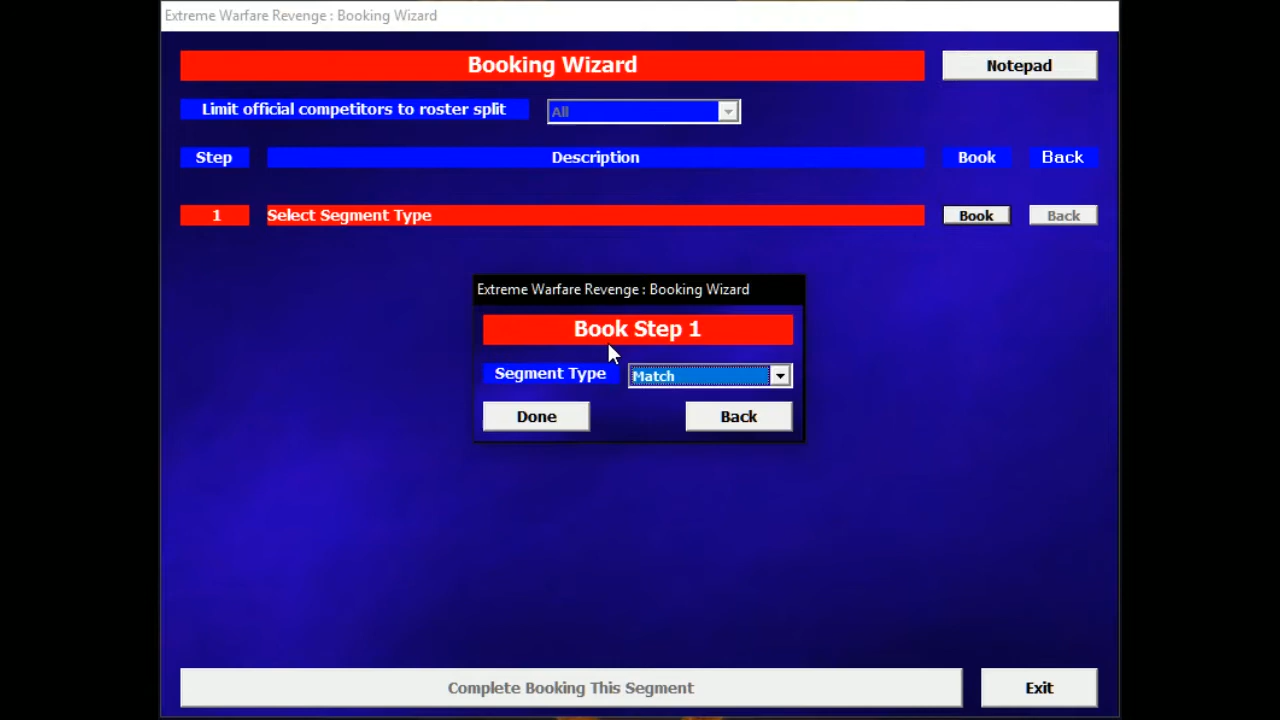 Extreme Warfare Revenge : Booking Wizard
Booking Wizard
Notepad
Limit official competitors to roster split
All
Step
Description
Book
Back
1
Select Segment Type
Book
Back
Extreme Warfare Revenge : Booking Wizard
Book Step 1
Segment Type
Match
Done
Back
Complete Booking This Segment
Exit